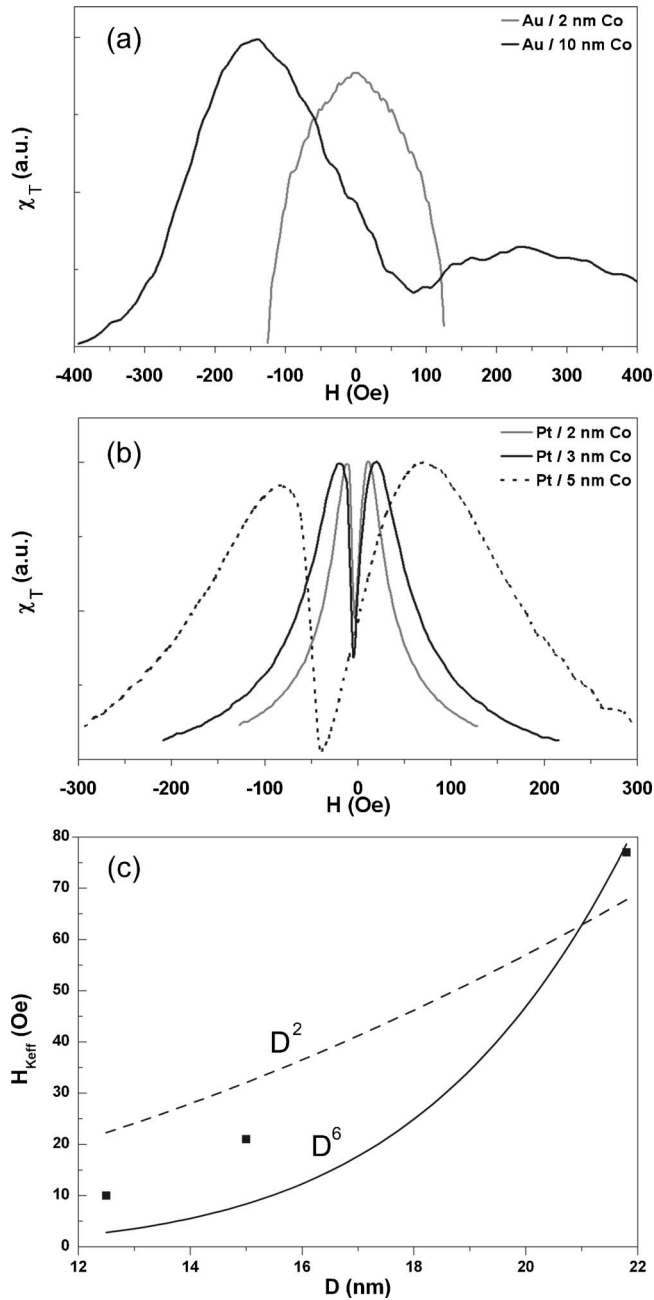 (a)
Au / 2 nm Co
Au / 10 nm Co
χT (a.u.)
-400 -300 -200 -100 0 100 200 300 400
H (Oe)
(b)
Pt / 2 nm Co
Pt / 3 nm Co
Pt / 5 nm Co
χT (a.u.)
-300 -200 -100 0 100 200 300
H (Oe)
(c)
80
70
60
50
40
30
20
10
0
HKeff (Oe)
D2
D6
12 14 16 18 20 22
D (nm)